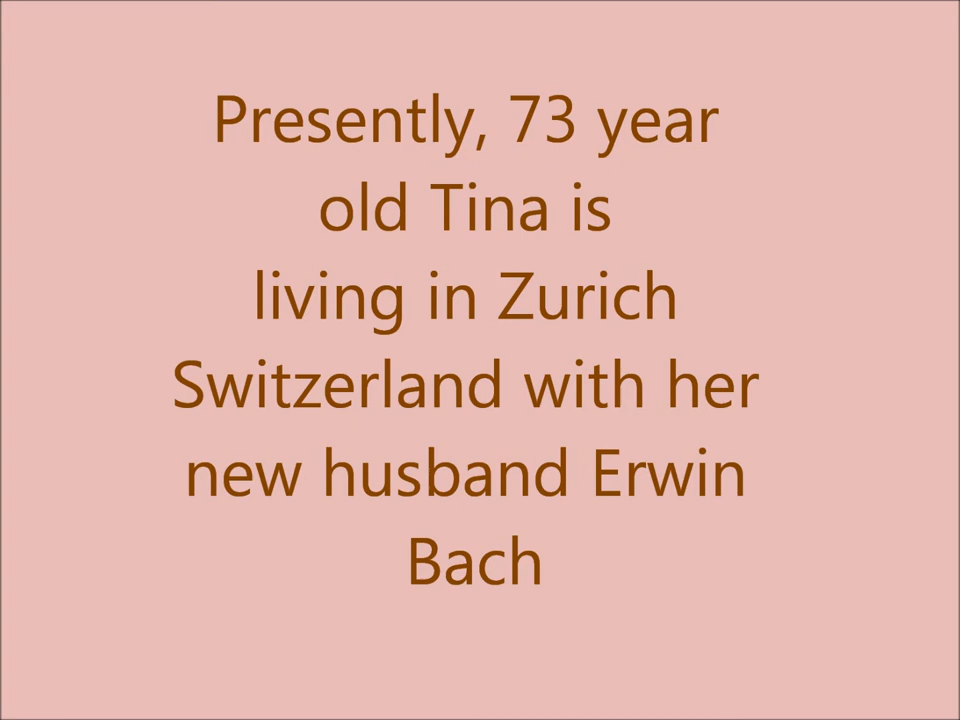 Presently, 73 year
old Tina is
living in Zurich
Switzerland with her
new husband Erwin
Bach